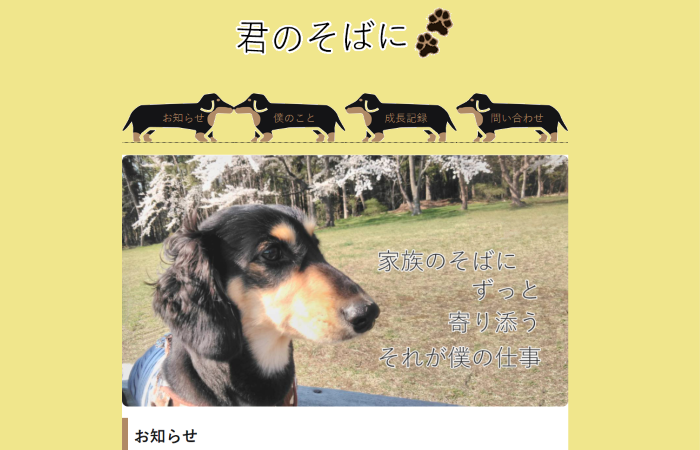 君のそばに
お知らせ
僕のこと
成長記録
問い合わせ
家族のそばに
ずっと
寄り添う
それが僕の仕事
お知らせ